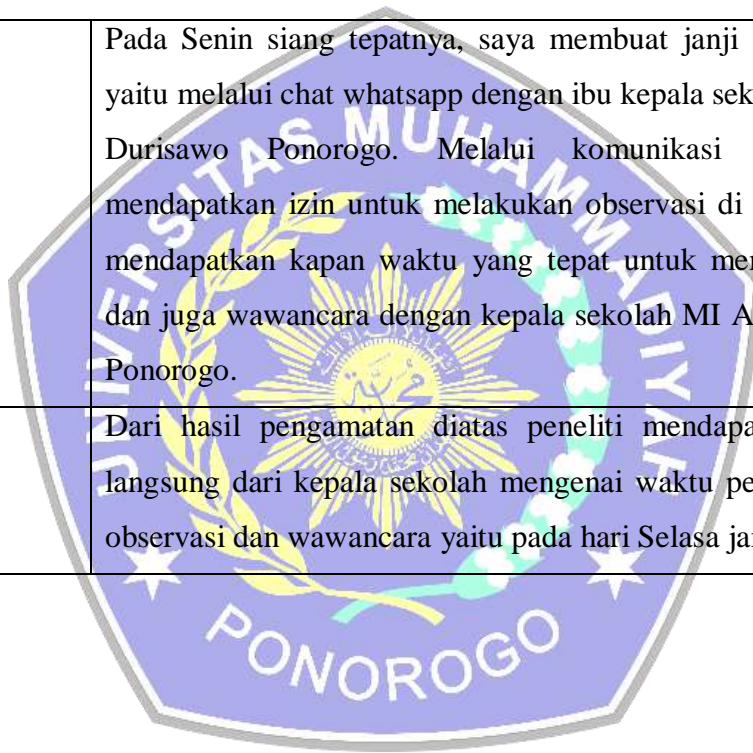 Pada Senin siang tepatnya, saya membuat janji
yaitu melalui chat whatsapp dengan ibu kepala sek
Durisawo Ponorogo. Melalui komunikasi
mendapatkan izin untuk melakukan observasi di
mendapatkan kapan waktu yang tepat untuk mer
dan juga wawancara dengan kepala sekolah MI A
Ponorogo.
Dari hasil pengamatan diatas peneliti mendapa
langsung dari kepala sekolah mengenai waktu pe
observasi dan wawancara yaitu pada hari Selasa ja
UNIVERSITAS MUHAMMADIYAH
PONOROGO